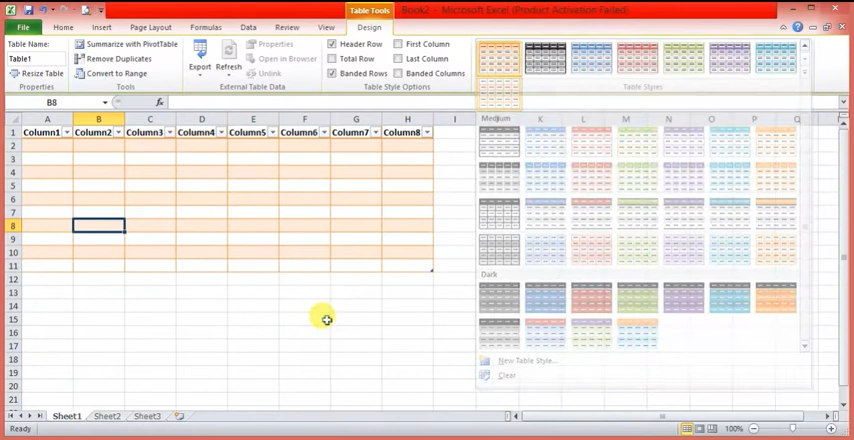 Table Tools
Book2 - Microsoft Excel (Product Activation Failed)
File Home Insert Page Layout Formulas Data Review View Design
Table Name:
Table1
Resize Table
Properties
Summarize with PivotTable
Remove Duplicates
Convert to Range
Tools
Export Refresh
Properties
Open in Browser
Unlink
External Table Data
Header Row First Column
Total Row Last Column
Banded Rows Banded Columns
Table Style Options
Table Styles
B8 fx
A B C D E F G H I J K L M N O P Q
1 Column1 Column2 Column3 Column4 Column5 Column6 Column7 Column8
2
3
4
5
6
7
8
9
10
11
12
13
14
15
16
17
18
19
20
21
Medium
Dark
New Table Style...
Clear
Sheet1 Sheet2 Sheet3
Ready 100%